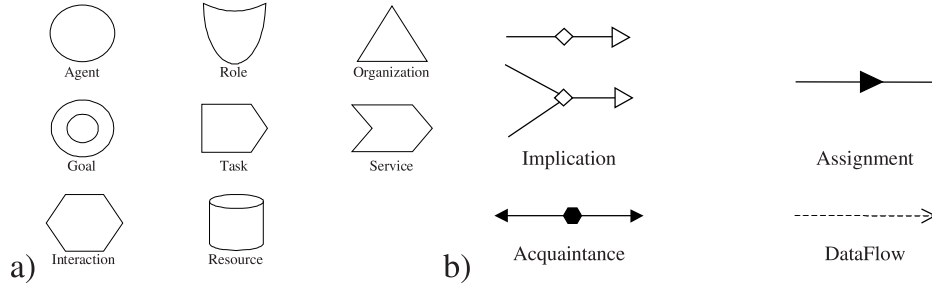 Agent
Role
Organization
Goal
Task
Service
Interaction
Resource
a)
Implication
Assignment
Acquaintance
DataFlow
b)